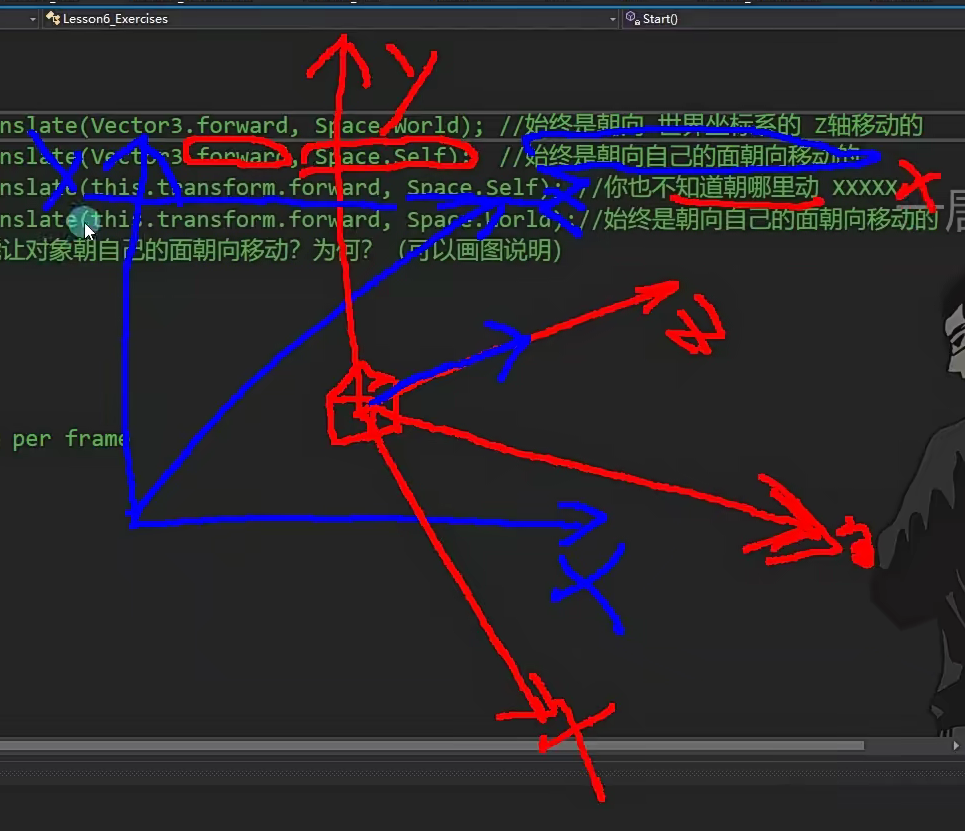 Lesson6_Exercises
Start()
nslate(Vector3.forward, Space.World); //始终是朝向 世界坐标系的 Z轴移动的
nslate(Vector3.forward, Space.Self); //始终是朝向自己的面朝向移动的
nslate(this.transform.forward, Space.Self); //你也不知道朝哪里动 XXXXX
nslate(this.transform.forward, Space.World);//始终是朝向自己的面朝向移动的
让对象朝自己的面朝向移动？为何？（可以画图说明）
per frame
y
X
X
Z
X
X